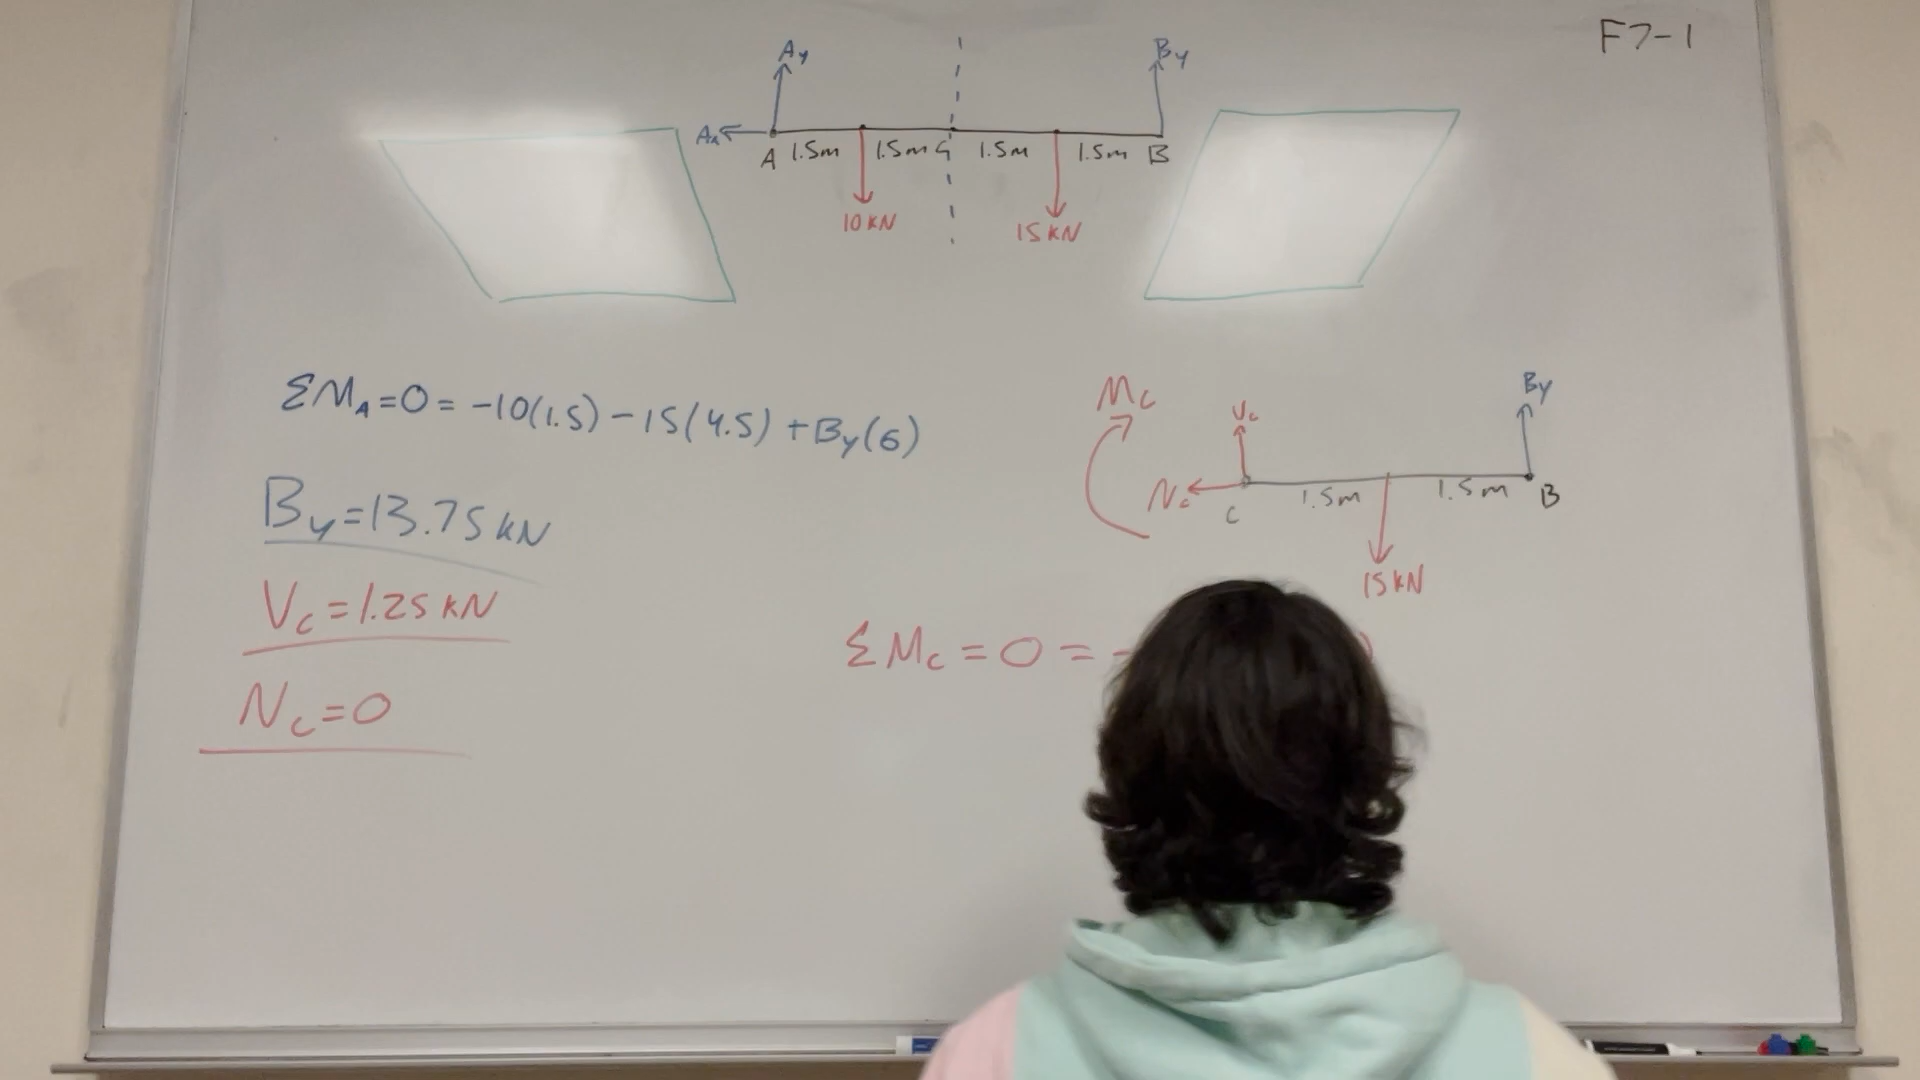 F7-1
Ay
By
Ax
A 1.5m 1.5m C 1.5m 1.5m B
10 kN
15 kN
ΣMA=0= -10(1.5) -15(4.5) +By(6)
By=13.75 kN
Vc=1.25 kN
Nc=0
Mc
Vc
By
Nc
C 1.5m 1.5m B
15 kN
ΣMc = 0 = -